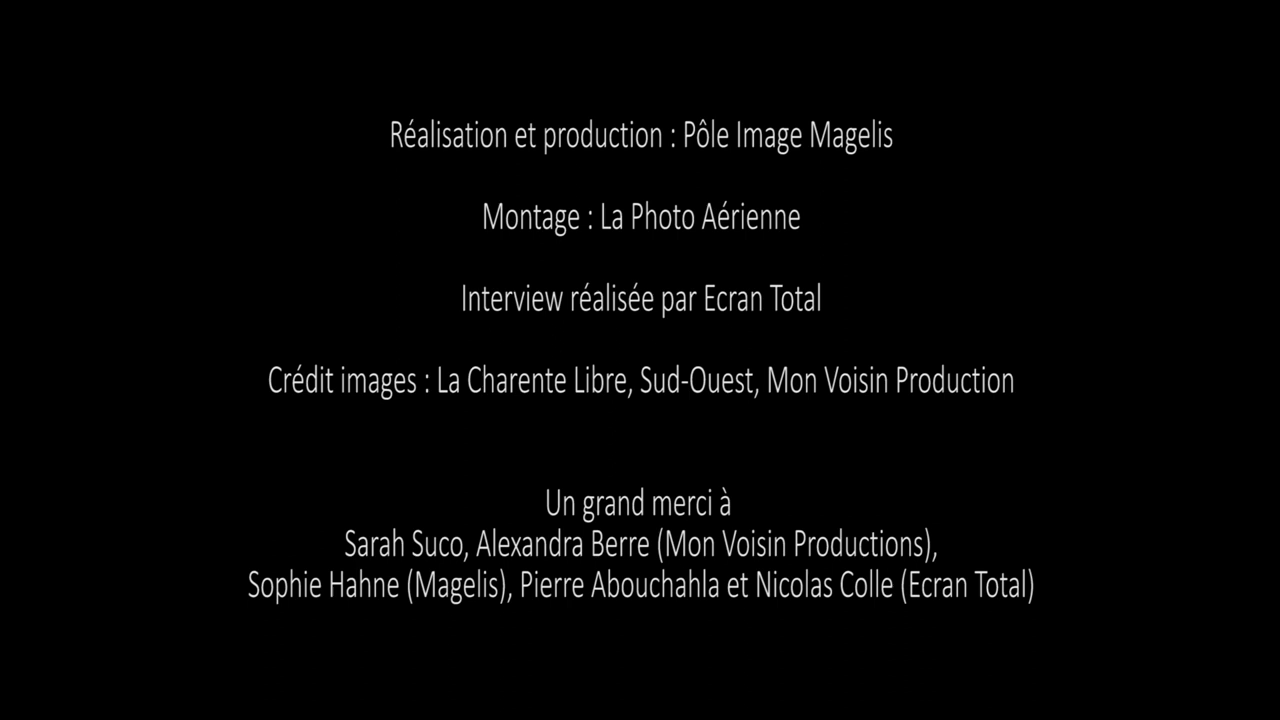 Réalisation et production : Pôle Image Magelis
Montage : La Photo Aérienne
Interview réalisée par Ecran Total
Crédit images : La Charente Libre, Sud-Ouest, Mon Voisin Production
Un grand merci à
Sarah Suco, Alexandra Berre (Mon Voisin Productions),
Sophie Hahne (Magelis), Pierre Abouchahla et Nicolas Colle (Ecran Total)